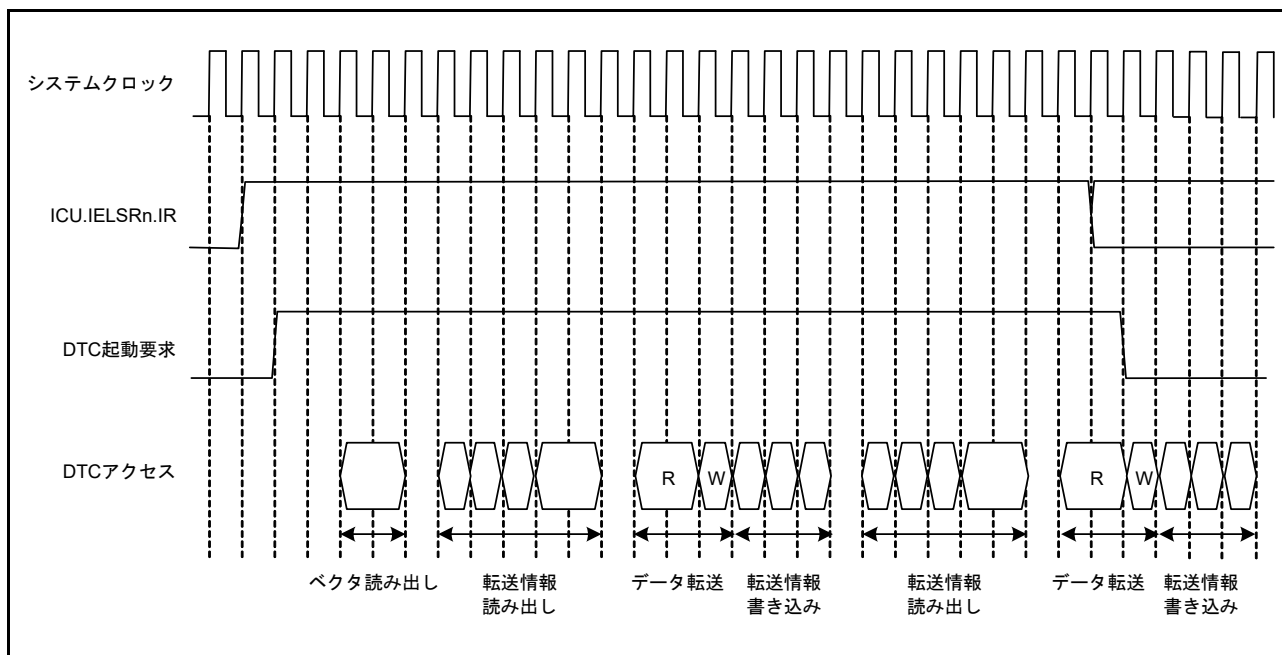 システムクロック
ICU.IELSRn.IR
DTC起動要求
DTCアクセス
R
W
R
W
ベクタ読み出し
転送情報
読み出し
データ転送
転送情報
書き込み
転送情報
読み出し
データ転送
転送情報
書き込み